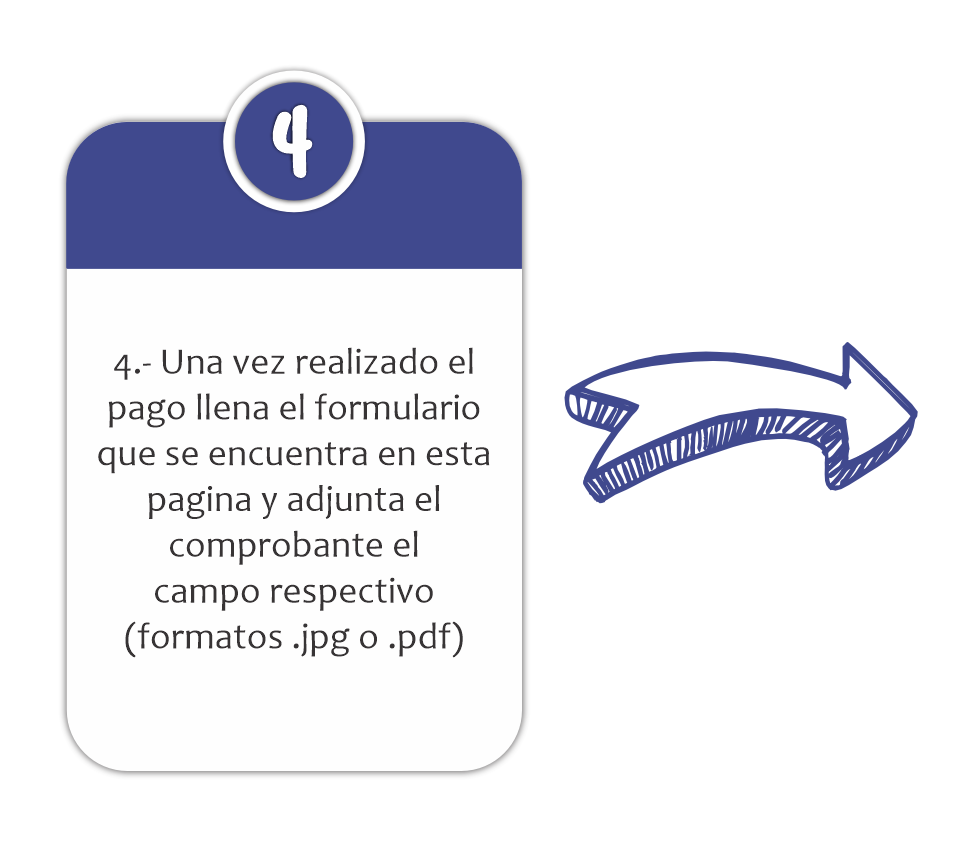 4
4.- Una vez realizado el
pago llena el formulario
que se encuentra en esta
pagina y adjunta el
comprobante el
campo respectivo
(formatos .jpg o .pdf)